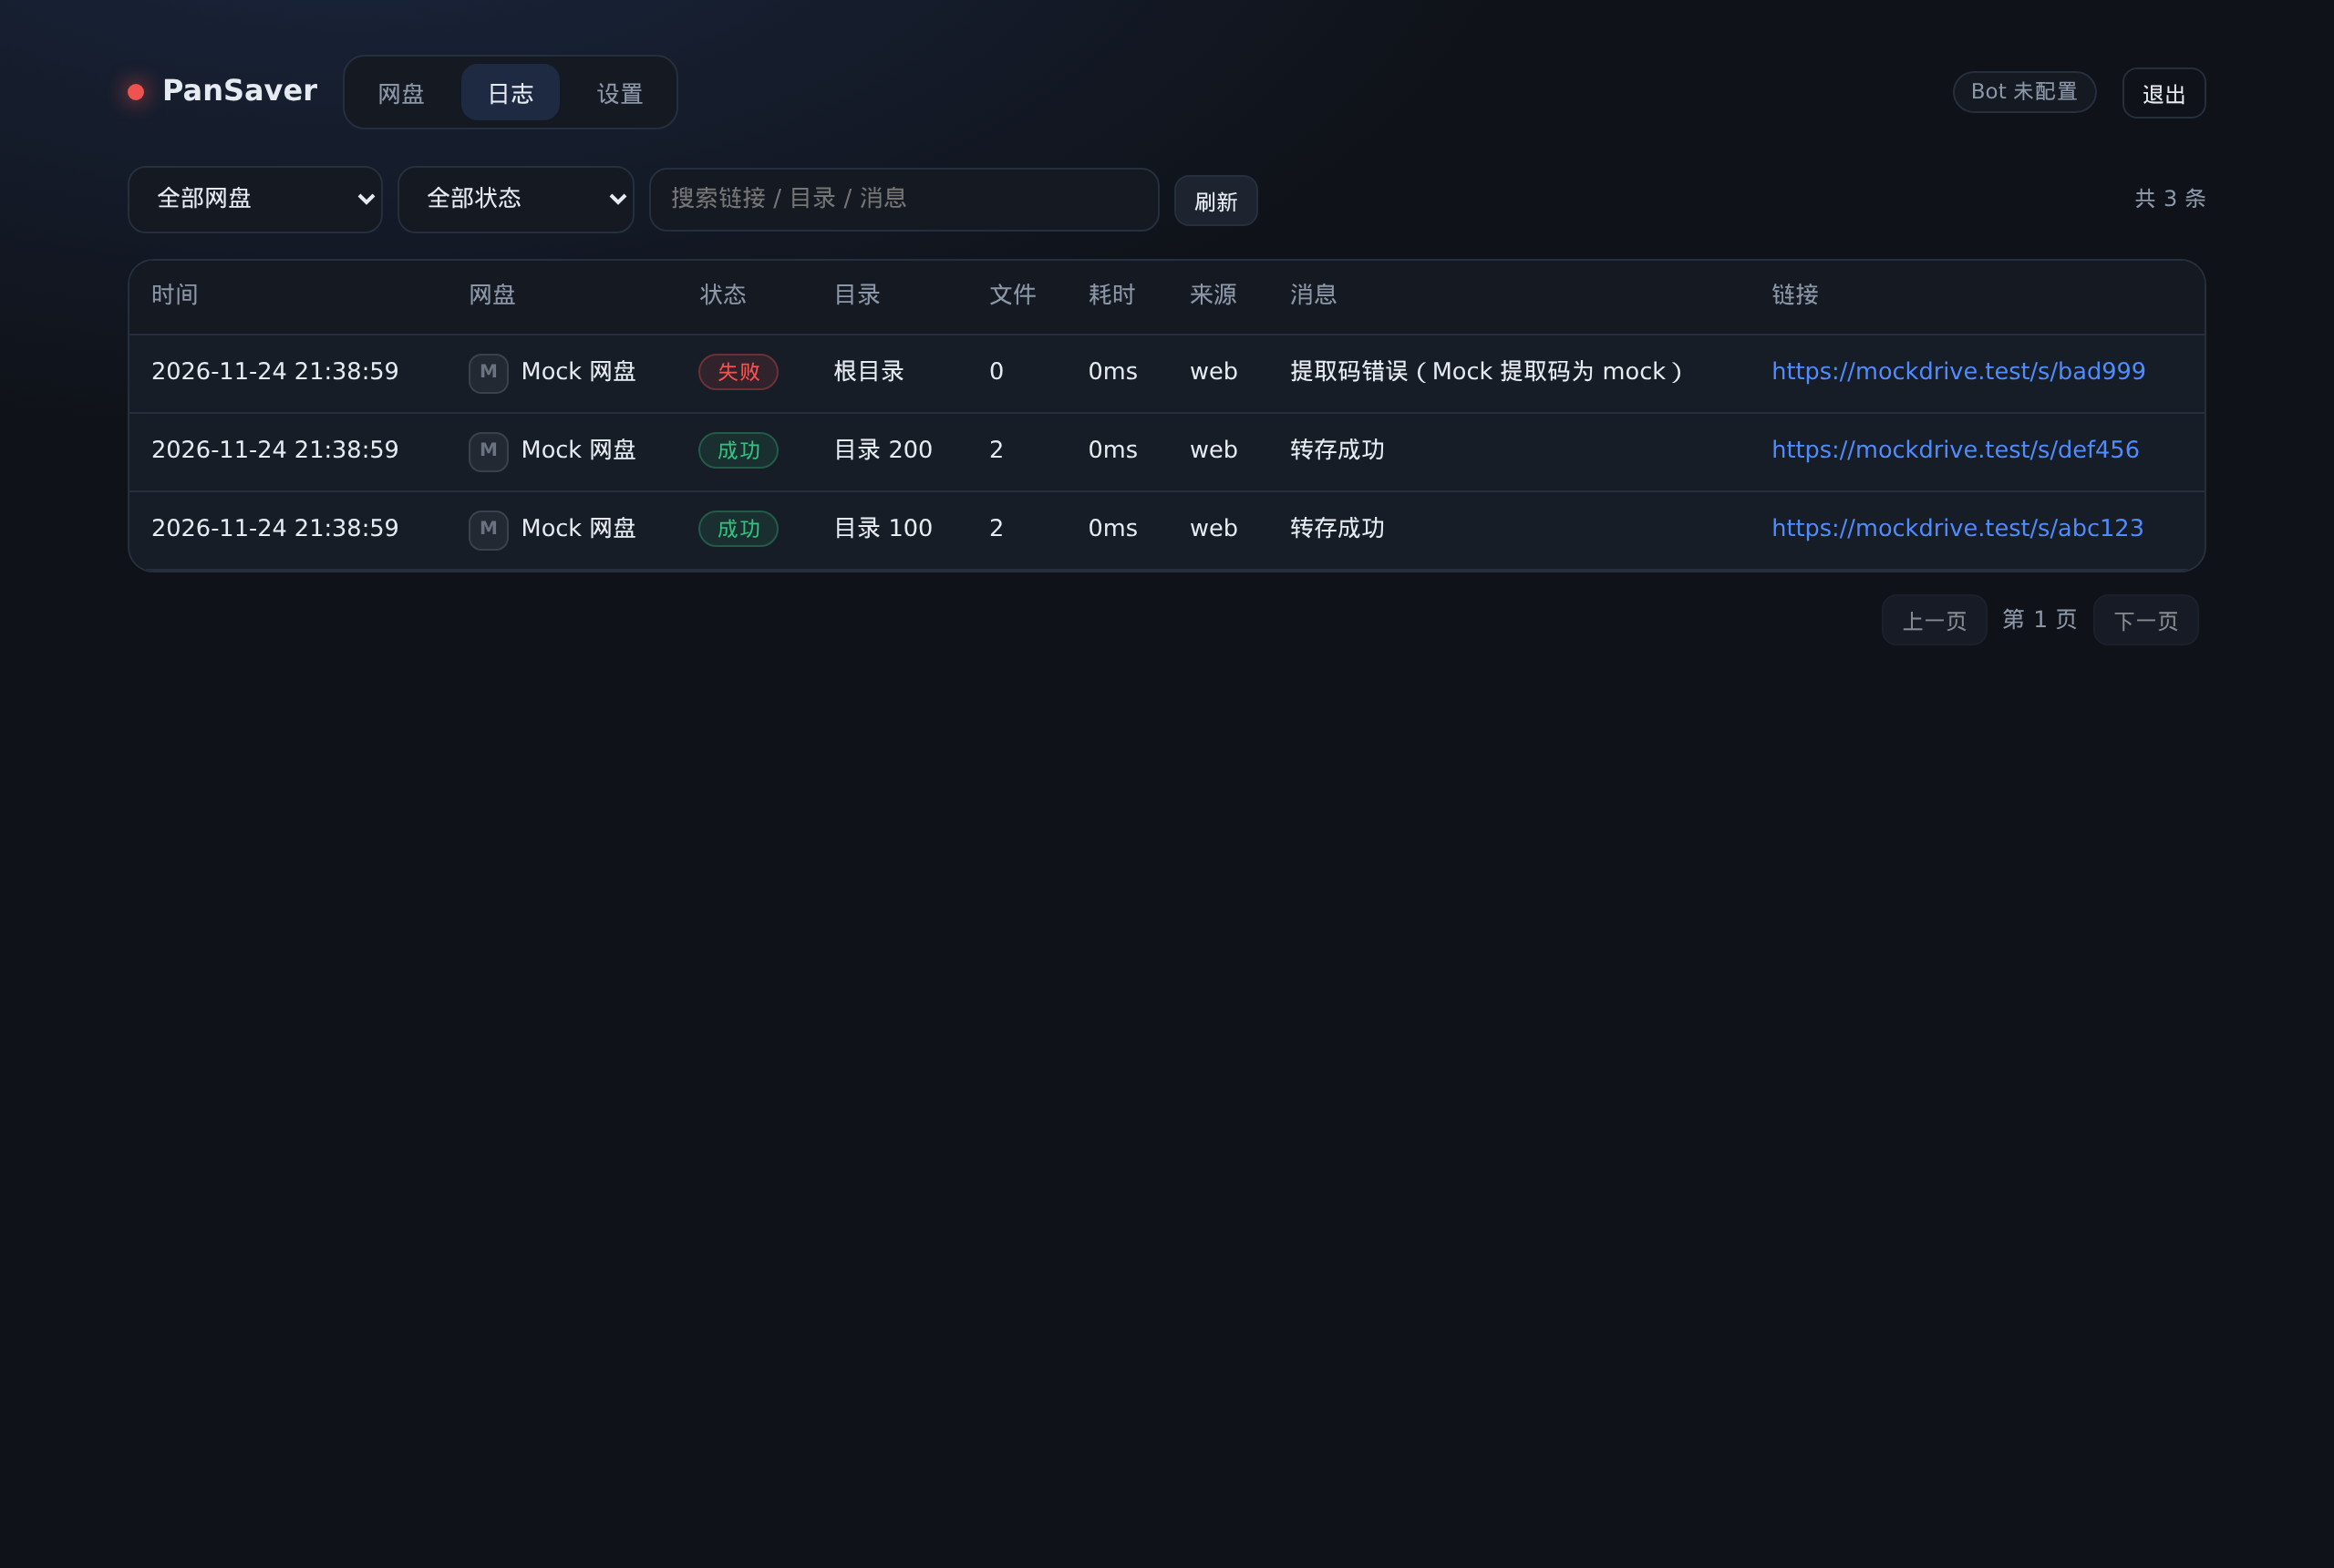 PanSaver 网盘 日志 设置 Bot 未配置 退出
全部网盘 全部状态 搜索链接 / 目录 / 消息 刷新 共 3 条
时间 网盘 状态 目录 文件 耗时 来源 消息 链接
2026-11-24 21:38:59 M Mock 网盘 失败 根目录 0 0ms web 提取码错误（Mock 提取码为 mock） https://mockdrive.test/s/bad999
2026-11-24 21:38:59 M Mock 网盘 成功 目录 200 2 0ms web 转存成功 https://mockdrive.test/s/def456
2026-11-24 21:38:59 M Mock 网盘 成功 目录 100 2 0ms web 转存成功 https://mockdrive.test/s/abc123
上一页 第 1 页 下一页